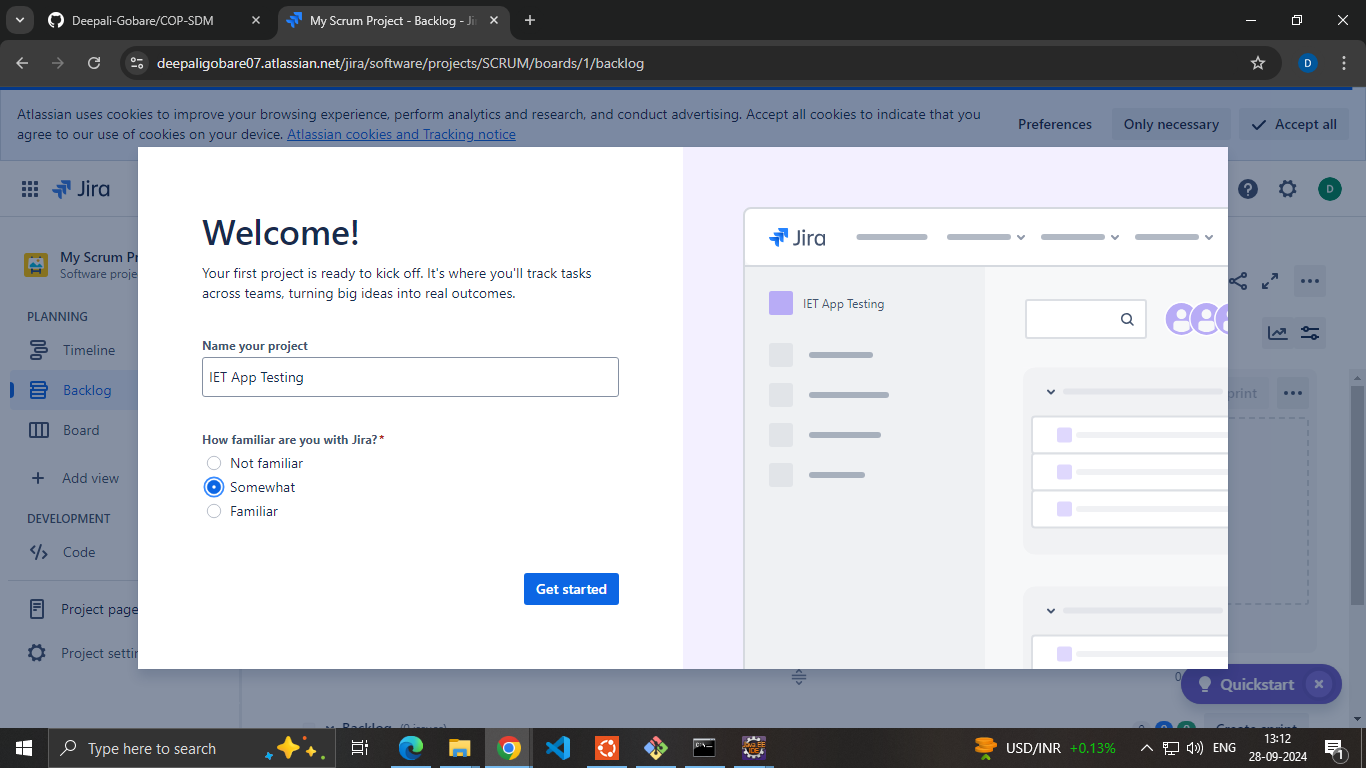 Deepali-Gobare/COP-SDM
My Scrum Project - Backlog - Ji
deepaligobare07.atlassian.net/jira/software/projects/SCRUM/boards/1/backlog
D
Atlassian uses cookies to improve your browsing experience, perform analytics and research, and conduct advertising. Accept all cookies to indicate that you
agree to our use of cookies on your device. Atlassian cookies and Tracking notice
Preferences
Only necessary
Accept all
Jira
D
My Scrum Pr
Software proje
PLANNING
Timeline
Backlog
Board
Add view
DEVELOPMENT
Code
Project page
Project settin
Welcome!
Your first project is ready to kick off. It's where you'll track tasks
across teams, turning big ideas into real outcomes.
Name your project
IET App Testing
How familiar are you with Jira?*
Not familiar
Somewhat
Familiar
Get started
Jira
IET App Testing
print
0
Quickstart
Backlog (0 issues)
0 0 0
Create sprint
Type here to search
USD/INR +0.13%
ENG
13:12
28-09-2024
1